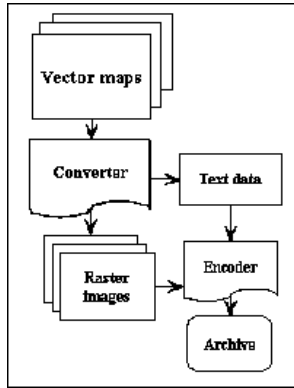 Vector maps
Converter
Text data
Raster
images
Encoder
Archive